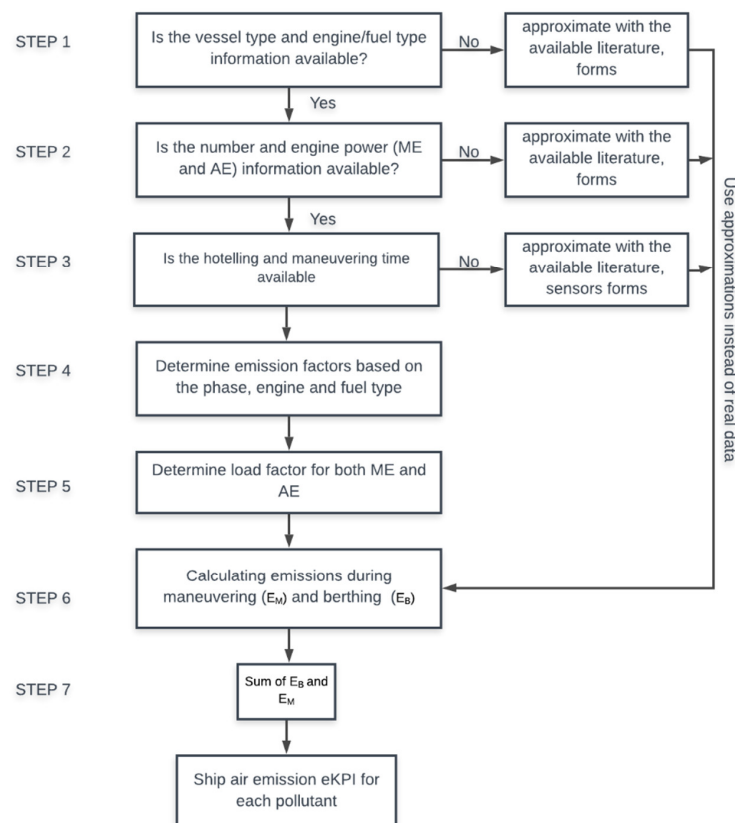 STEP 1
Is the vessel type and engine/fuel type
information available?
No
approximate with the
available literature,
forms
Yes
STEP 2
Is the number and engine power (ME
and AE) information available?
No
approximate with the
available literature,
forms
Yes
STEP 3
Is the hotelling and maneuvering time
available
No
approximate with the
available literature,
sensors forms
Use approximations instead of real data
STEP 4
Determine emission factors based on
the phase, engine and fuel type
STEP 5
Determine load factor for both ME and
AE
STEP 6
Calculating emissions during
maneuvering (EM) and berthing (EB)
STEP 7
Sum of EB and
EM
Ship air emission eKPI for
each pollutant